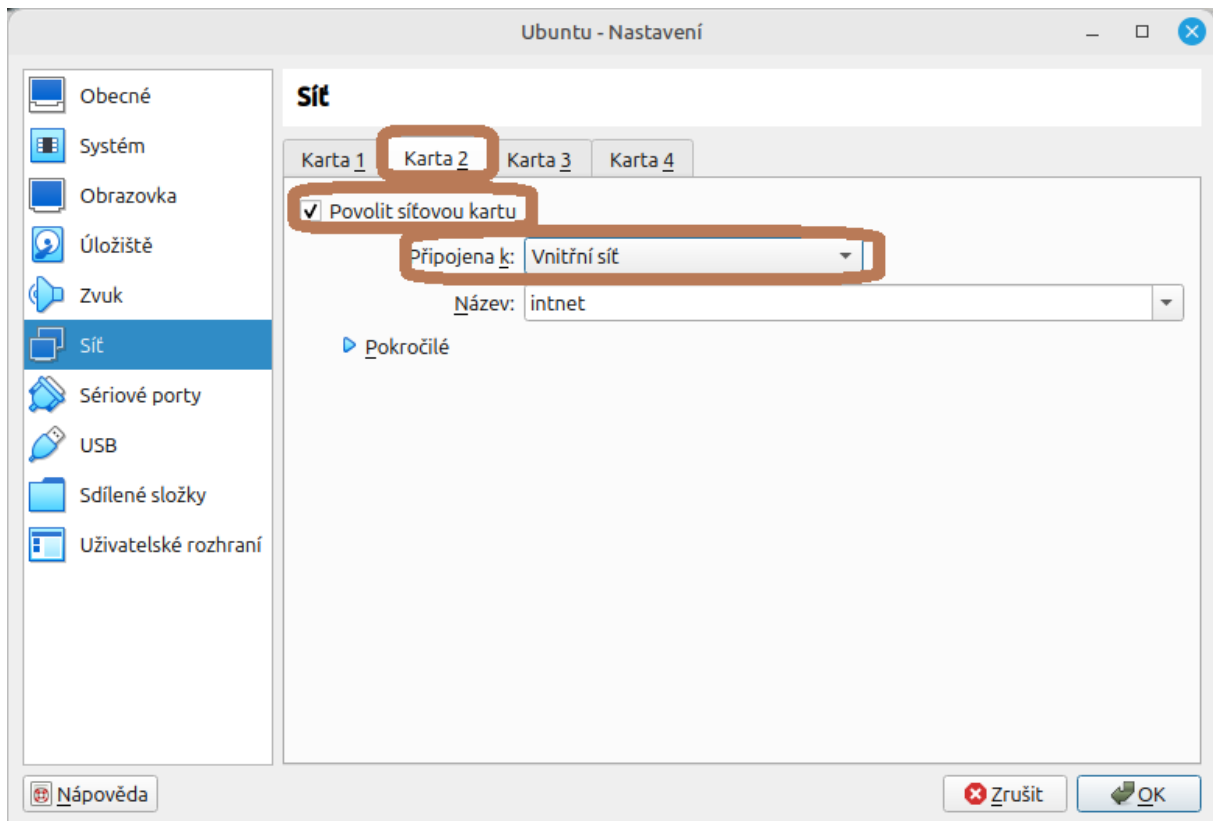 Ubuntu - Nastavení
Obecné
Systém
Obrazovka
Úložiště
Zvuk
Síť
Sériové porty
USB
Sdílené složky
Uživatelské rozhraní
Síť
Karta 1
Karta 2
Karta 3
Karta 4
Povolit síťovou kartu
Připojena k: Vnitřní síť
Název: intnet
Pokročilé
Nápověda
Zrušit
OK